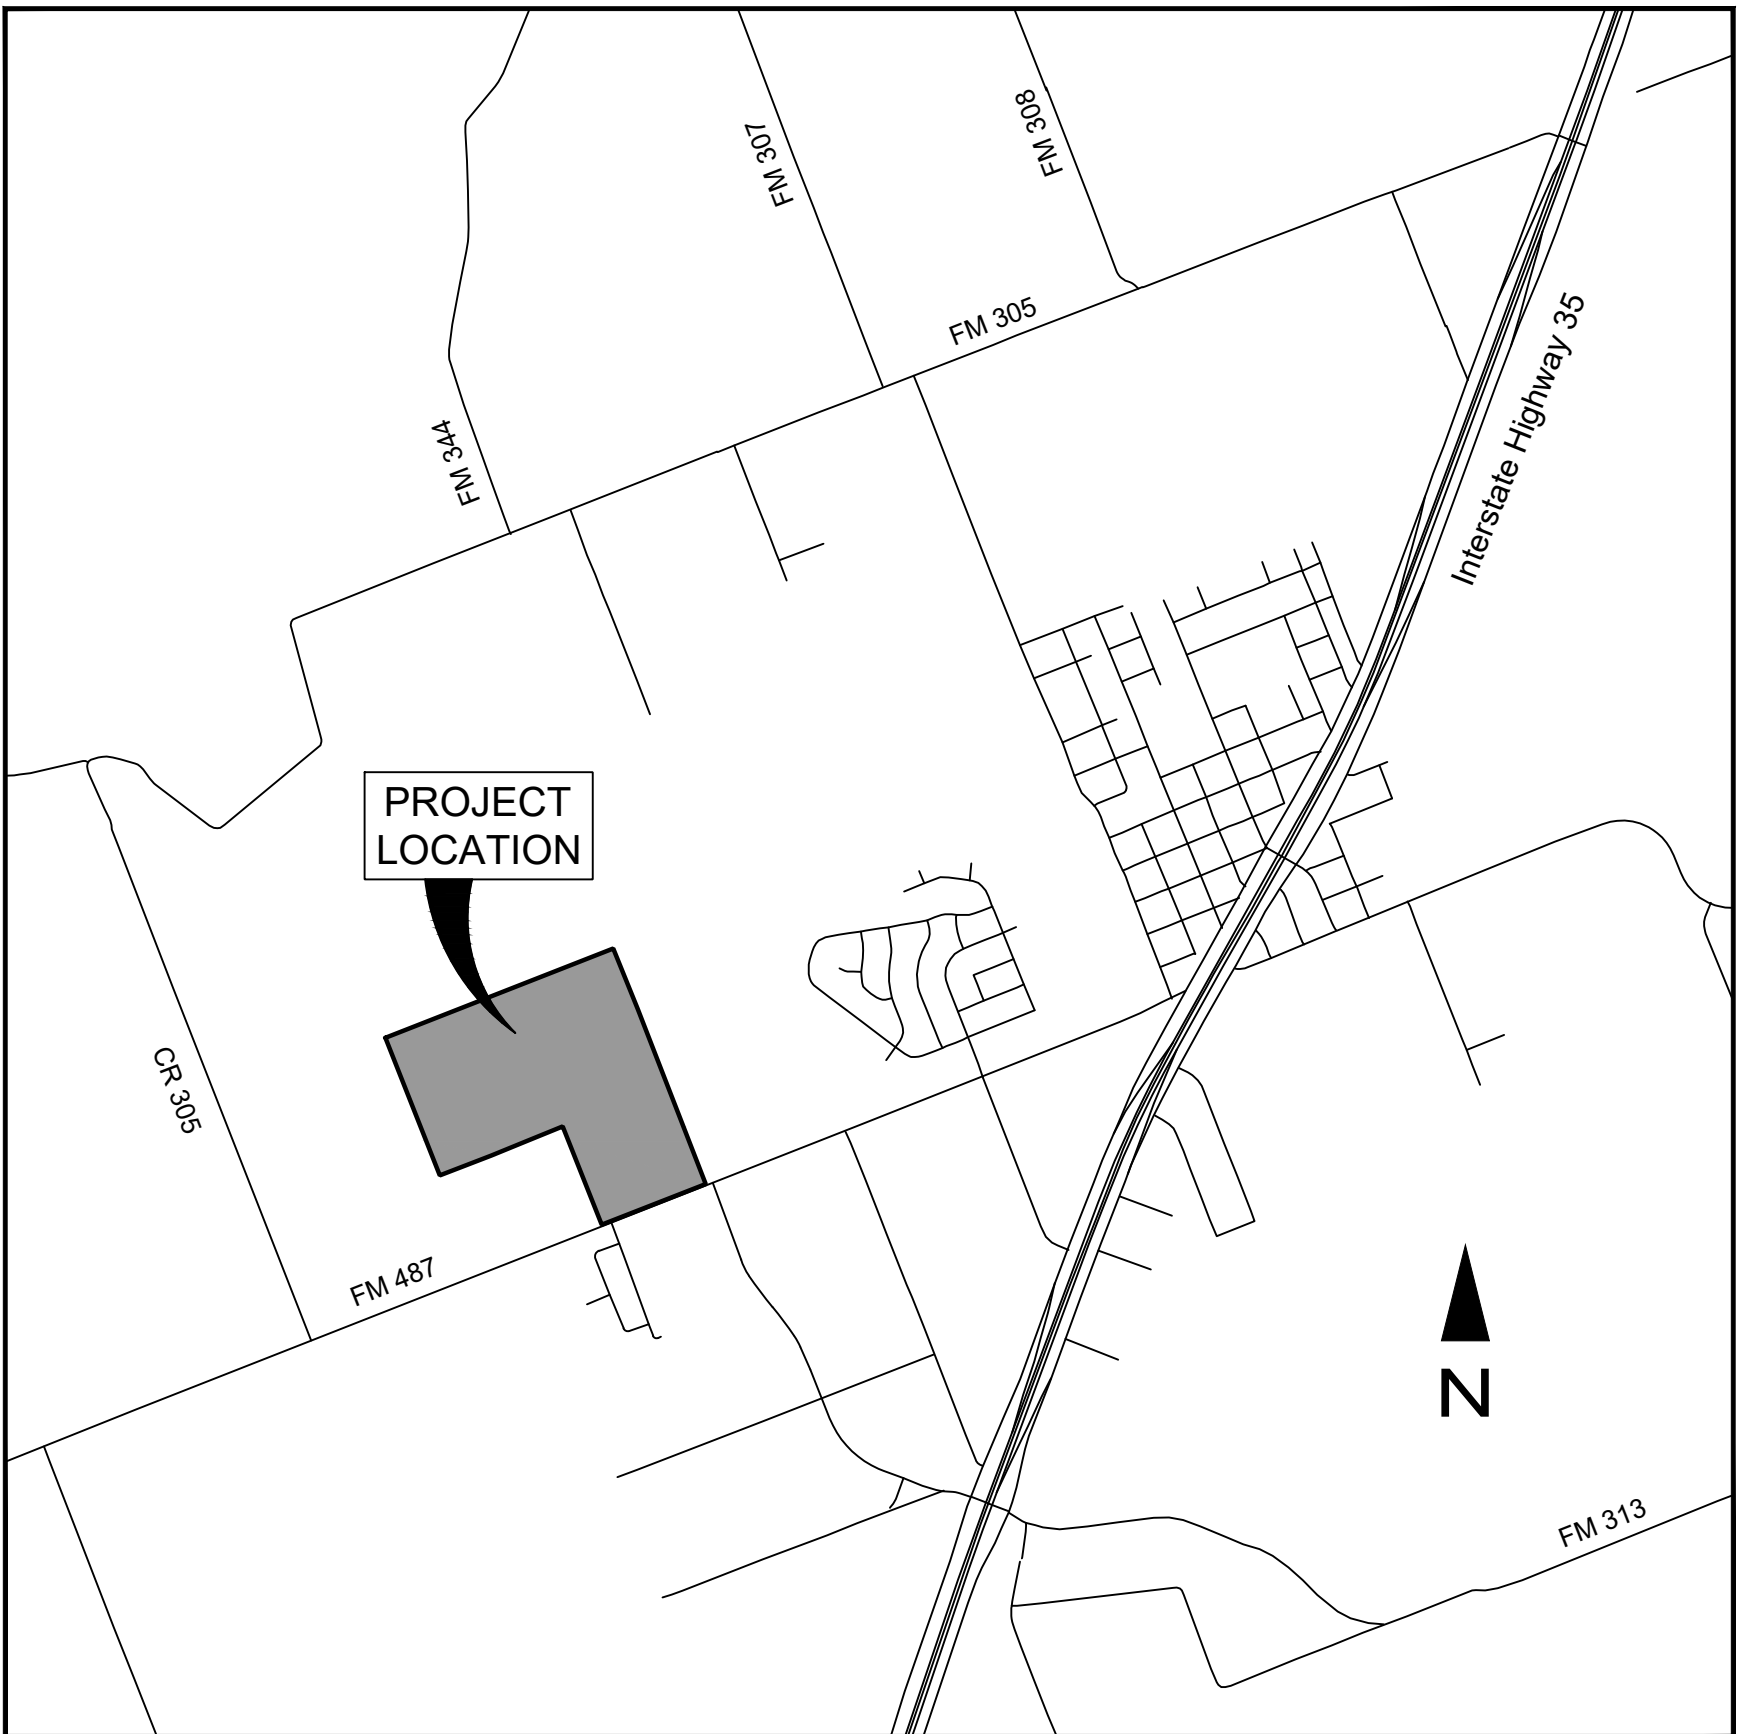 FM 307
FM 308
FM 305
Interstate Highway 35
FM 344
PROJECT
LOCATION
CR 305
FM 487
N
FM 313